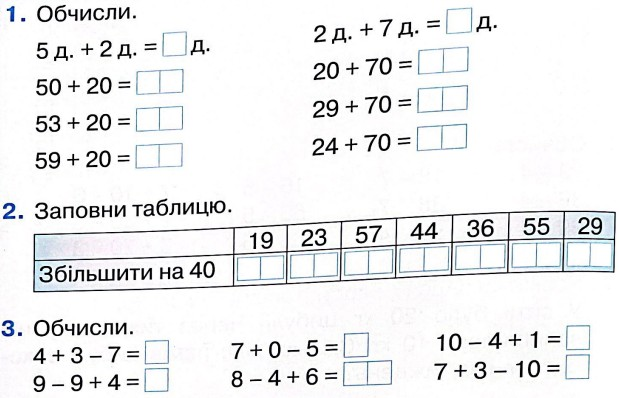 1. Обчисли.
5 д. + 2 д. = д.
50 + 20 =
53 + 20 =
59 + 20 =
2 д. + 7 д. = д.
20 + 70 =
29 + 70 =
24 + 70 =
2. Заповни таблицю.
19 23 57 44 36 55 29
Збільшити на 40
3. Обчисли.
4 + 3 – 7 =
9 – 9 + 4 =
7 + 0 – 5 =
8 – 4 + 6 =
10 – 4 + 1 =
7 + 3 – 10 =